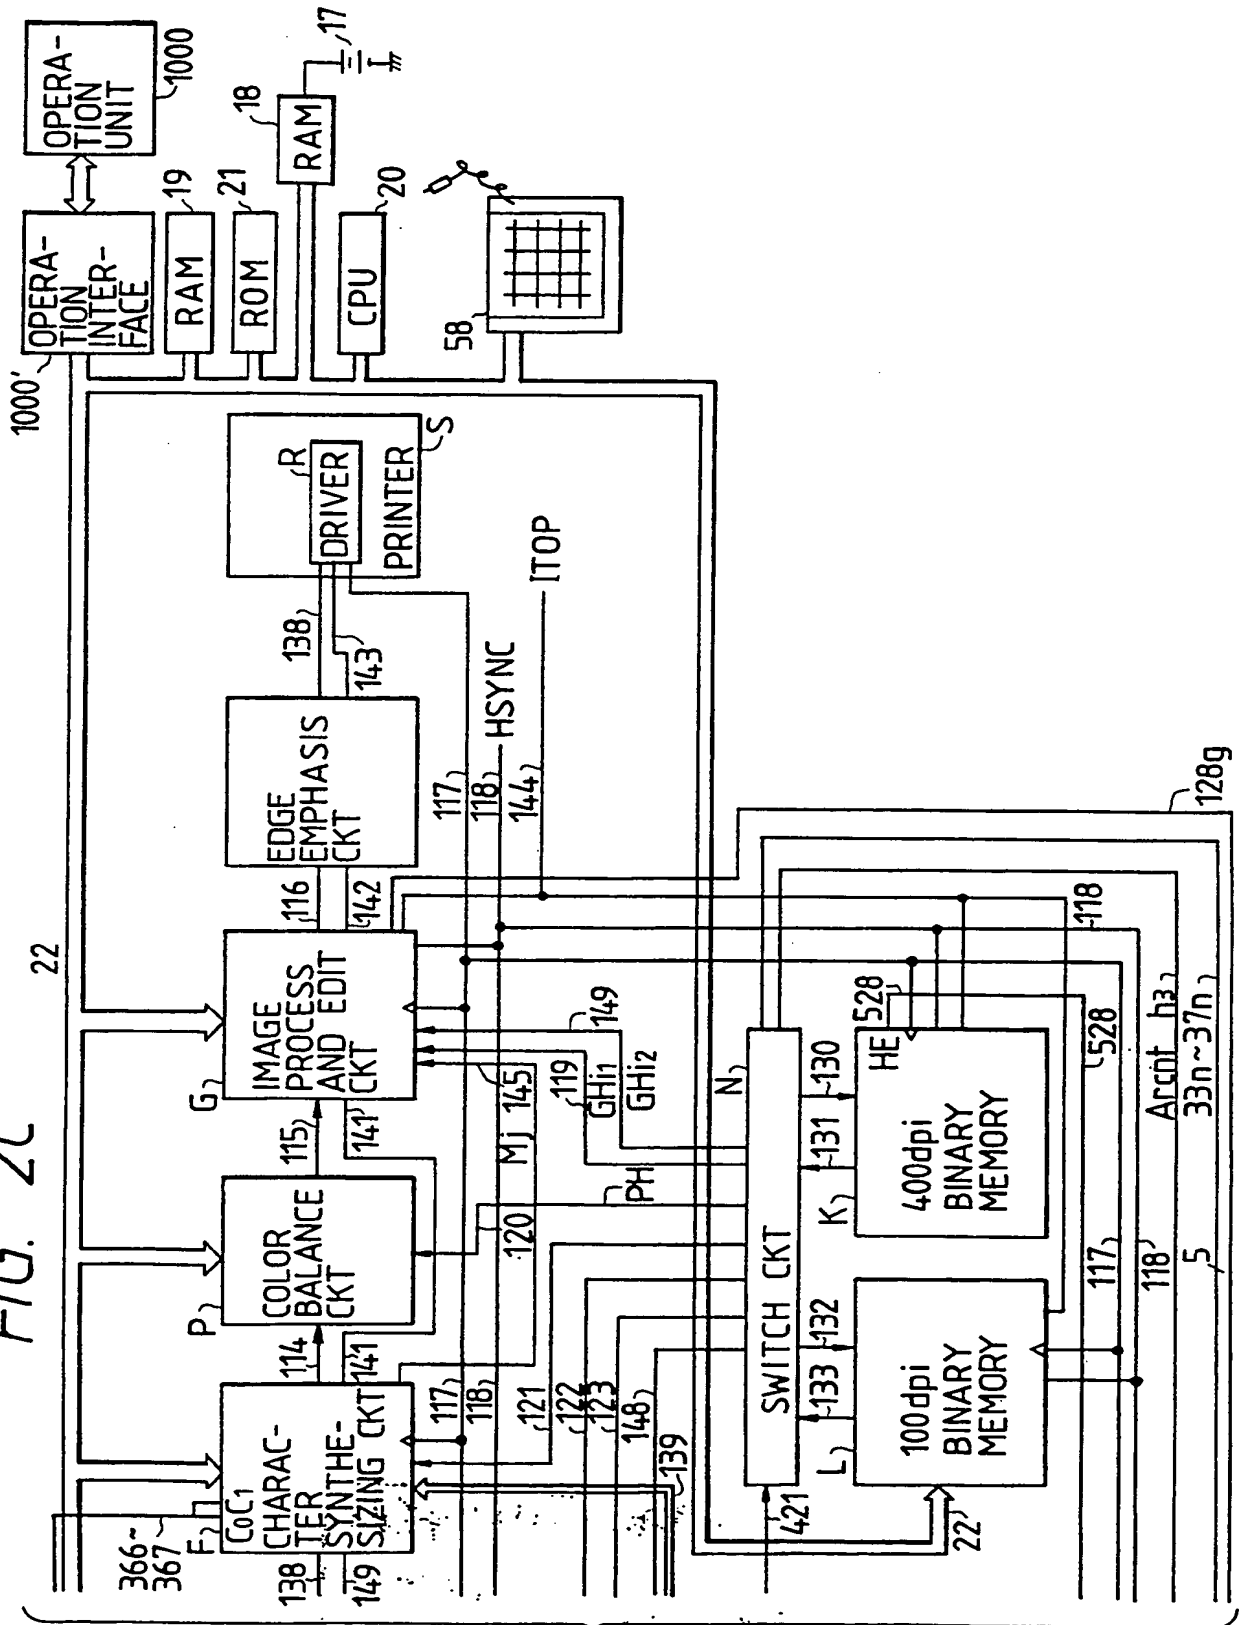 FIG. 2C
22
1000'
OPERA-
TION
INTER-
FACE
OPERA-
TION
UNIT
1000
RAM
19
ROM
21
RAM
18
17
CPU
20
58
366~
367
F
CoC1
CHARAC-
TER
SYNTHE-
SIZING CKT
138
149
114
141
P
COLOR
BALANCE
CKT
115
141
G
IMAGE
PROCESS
AND EDIT
CKT
116
142
EDGE
EMPHASIS
CKT
138
143
R
DRIVER
PRINTER
S
117
118
HSYNC
144
ITOP
117
118
121
122
123
148
139
120
PH
Mj
145
119
GHi1
GHi2
149
N
SWITCH CKT
421
133
132
131
130
L
100dpi
BINARY
MEMORY
22'
K
400dpi
BINARY
MEMORY
HE
528
528
118
117
118
Arcnt h3
33n~37n
5
128g